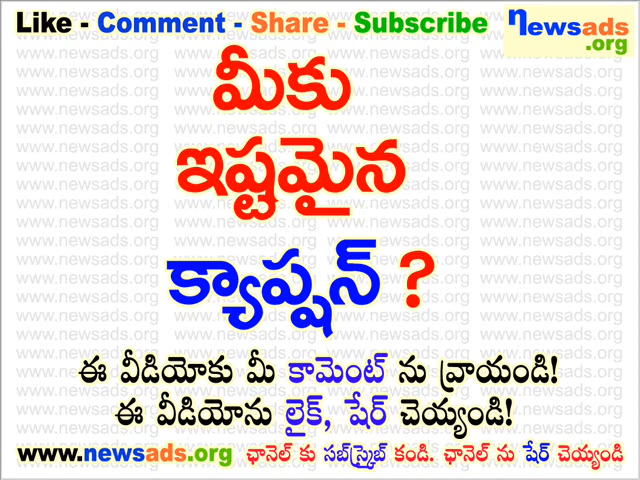 Like - Comment - Share - Subscribe
newsads
.org
మీకు
ఇష్టమైన
క్యాప్షన్ ?
ఈ వీడియోకు మీ కామెంట్ ను వ్రాయండి!
ఈ వీడియోను లైక్, షేర్ చెయ్యండి!
www.newsads.org ఛానెల్ కు సబ్‌స్క్రైబ్ కండి. ఛానెల్ ను షేర్ చెయ్యండి